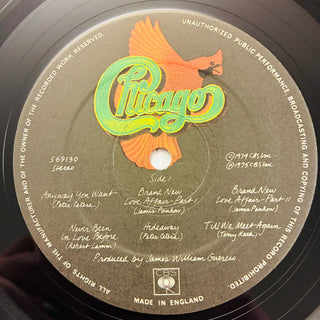 ALL RIGHTS OF THE MANUFACTURER AND OF THE OWNER OF THE RECORDED WORK RESERVED. UNAUTHORIZED PUBLIC PERFORMANCE, BROADCASTING AND COPYING OF THIS RECORD PROHIBITED.
Chicago
S 69130
Stereo
Side 1
℗ 1974 CBS Inc.
© 1975 CBS Inc.
Anyway You Want
(Peter Cetera)
Brand New
Love Affair - Part I
(James Pankow)
Brand New
Love Affair - Part II
(James Pankow)
Never Been
in Love Before
(Robert Lamm)
Hideaway
(Peter Cetera)
Till We Meet Again
(Terry Kath)
Produced by James William Guercio
CBS
MADE IN ENGLAND